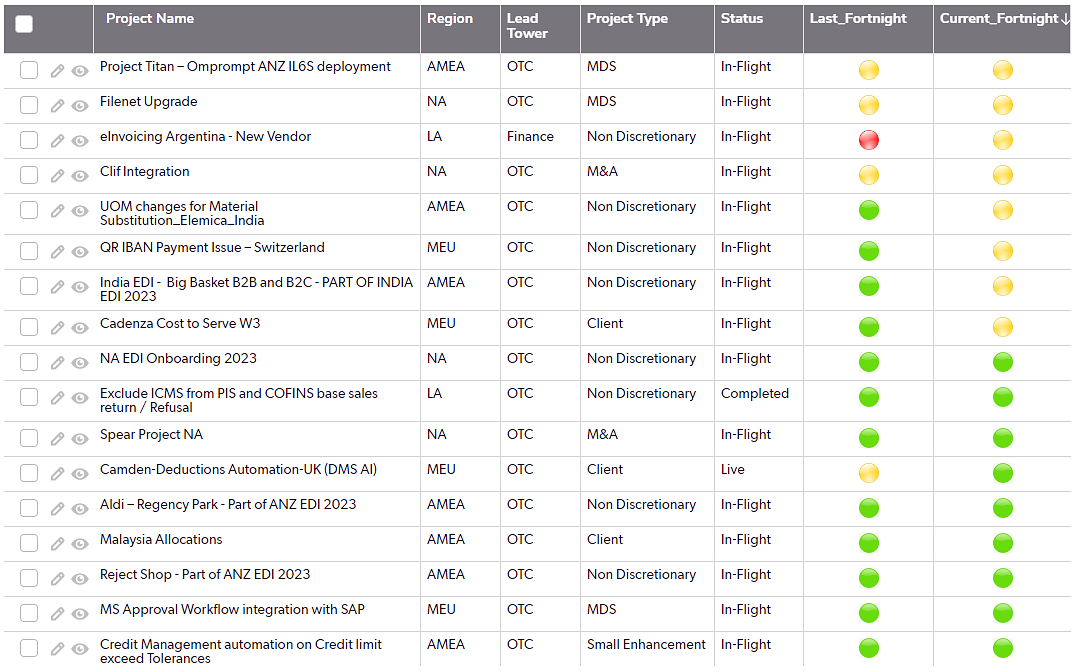 Project Name Region Lead Tower Project Type Status Last_Fortnight Current_Fortnight↓
Project Titan – Omprompt ANZ IL6S deployment AMEA OTC MDS In-Flight
Filenet Upgrade NA OTC MDS In-Flight
eInvoicing Argentina - New Vendor LA Finance Non Discretionary In-Flight
Clif Integration NA OTC M&A In-Flight
UOM changes for Material AMEA OTC Non Discretionary In-Flight
Substitution_Elemica_India
QR IBAN Payment Issue – Switzerland MEU OTC Non Discretionary In-Flight
India EDI - Big Basket B2B and B2C - PART OF INDIA AMEA OTC Non Discretionary In-Flight
EDI 2023
Cadenza Cost to Serve W3 MEU OTC Client In-Flight
NA EDI Onboarding 2023 NA OTC Non Discretionary In-Flight
Exclude ICMS from PIS and COFINS base sales LA OTC Non Discretionary Completed
return / Refusal
Spear Project NA NA OTC M&A In-Flight
Camden-Deductions Automation-UK (DMS AI) MEU OTC Client Live
Aldi – Regency Park - Part of ANZ EDI 2023 AMEA OTC Non Discretionary In-Flight
Malaysia Allocations AMEA OTC Client In-Flight
Reject Shop - Part of ANZ EDI 2023 AMEA OTC Non Discretionary In-Flight
MS Approval Workflow integration with SAP MEU OTC MDS In-Flight
Credit Management automation on Credit limit AMEA OTC Small Enhancement In-Flight
exceed Tolerances